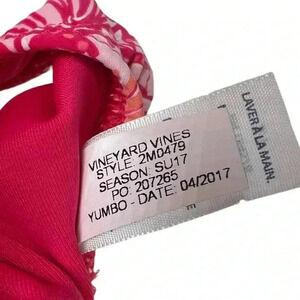 VINEYARD VINES
STYLE: 2M0479
SEASON: SU17
PO: 207265
YUMBO - DATE: 04/2017
LAVER À LA MAIN.